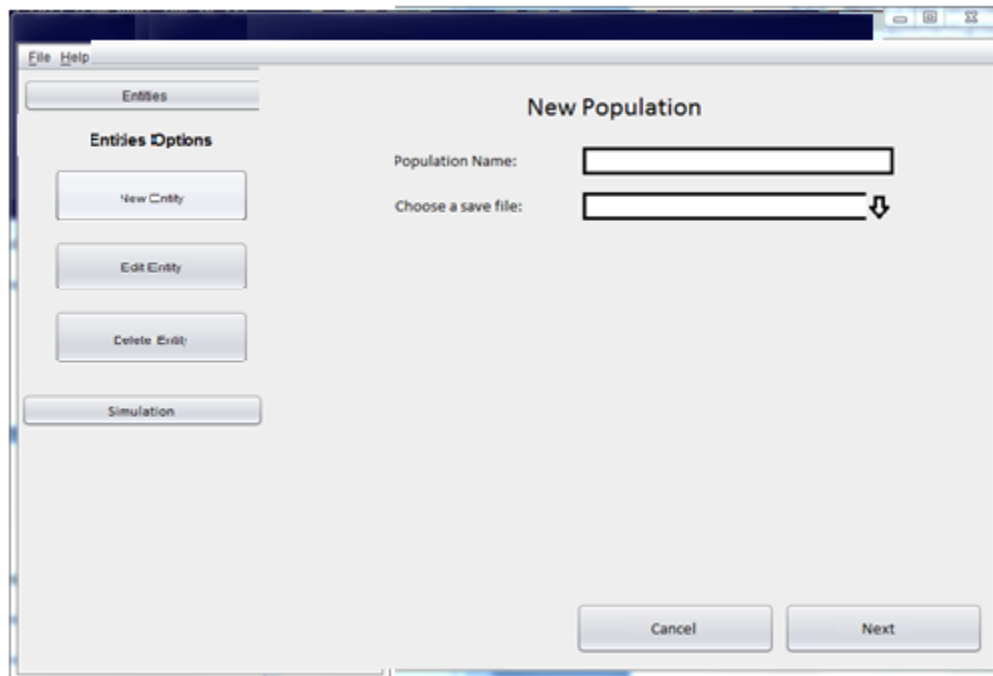 File Help
Entities
Entities Options
New Entity
Edit Entity
Delete Entity
Simulation
New Population
Population Name:
Choose a save file:
Cancel
Next